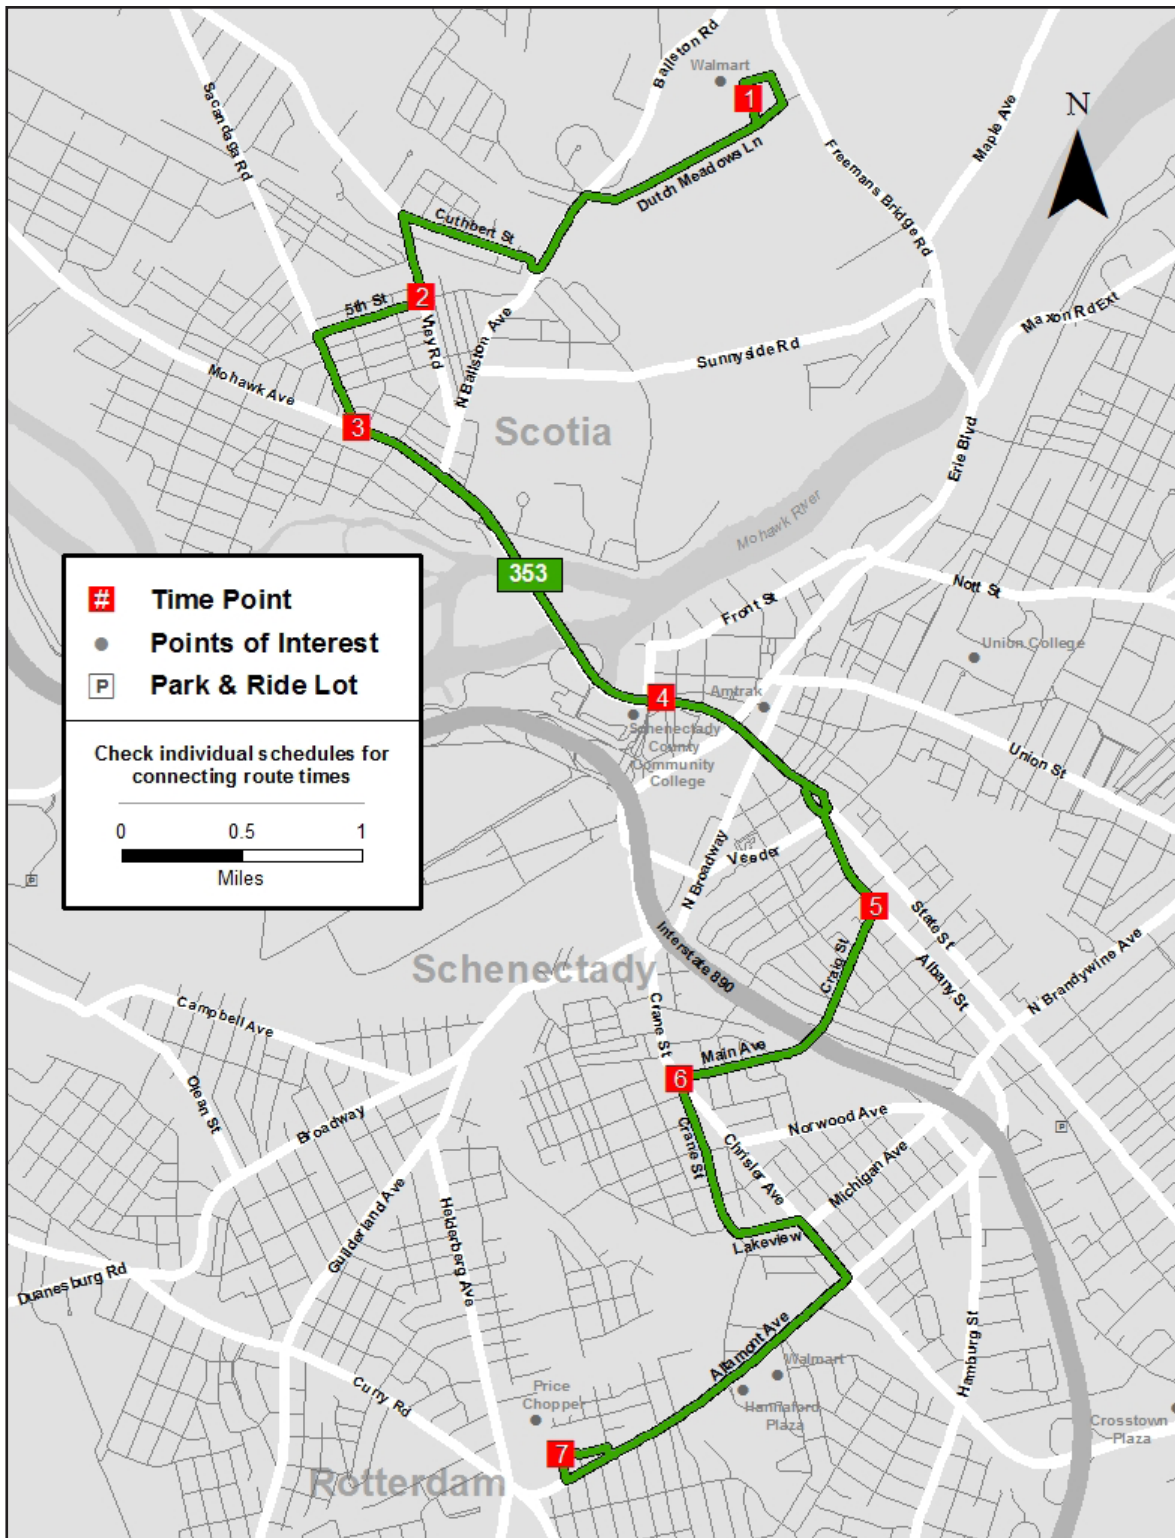 Ballston Rd
Walmart
1
N
Sacandaga Rd
Maple Ave
Dutch Meadows Ln
Freemans Bridge Rd
Cuthbert St
2
5th St
Vley Rd
N Ballston Ave
Maxon Rd Ext
Sunnyside Rd
Mohawk Ave
3
Scotia
Erie Blvd
Mohawk River
353
Nott St
Front St
Union College
# Time Point
Points of Interest
P Park & Ride Lot
Check individual schedules for
connecting route times
0 0.5 1
Miles
4
Amtrak
Schenectady
County
Community
College
Union St
N Broadway
Veeder
P
5
State St
Albany St
N Brandywine Ave
Interstate 890
Schenectady
Craig St
Campbell Ave
Crane St
Main Ave
6
Olean St
Broadway
Norwood Ave
P
Crane St
Chrisler Ave
Michigan Ave
Guilderland Ave
Helderberg Ave
Lakeview
Duanesburg Rd
Altamont Ave
Hamburg St
Walmart
Curry Rd
Price
Chopper
Hannaford
Plaza
Crosstown
Plaza
7
Rotterdam